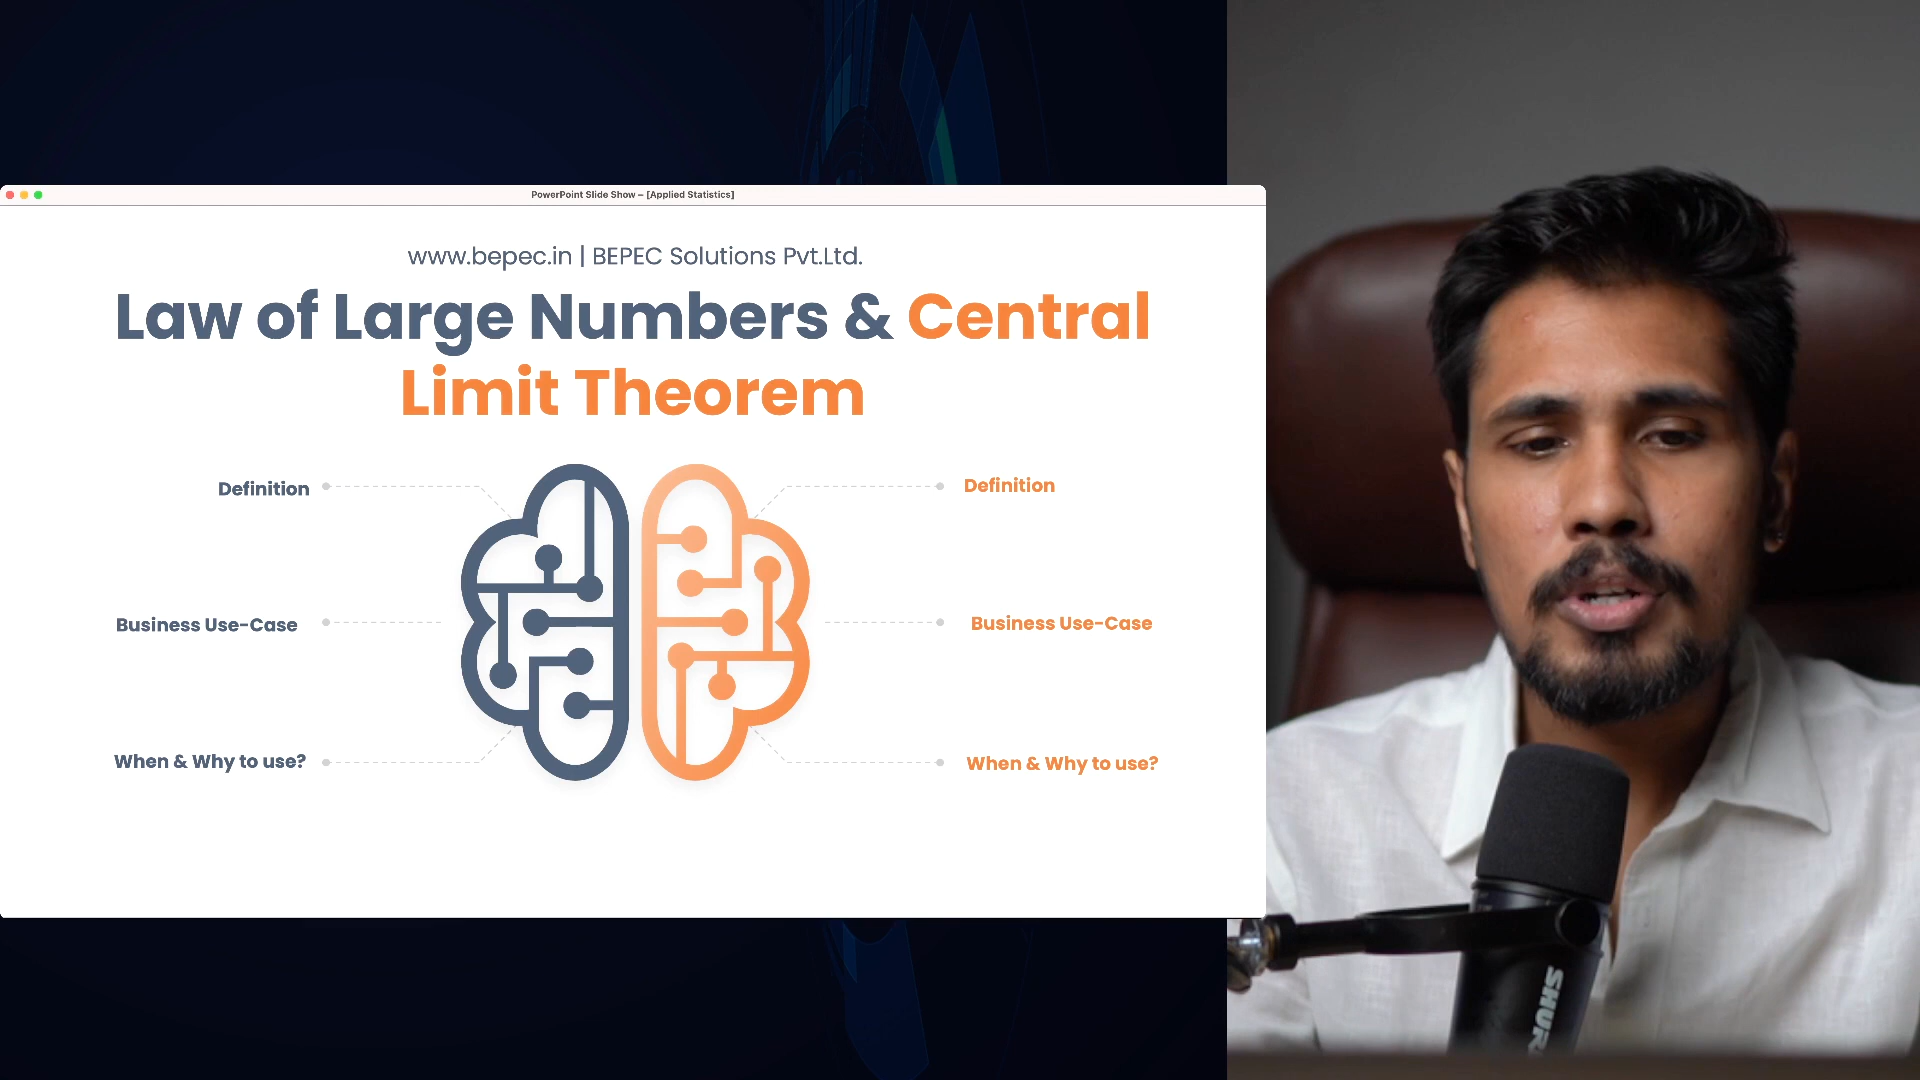 PowerPoint Slide Show – [Applied Statistics]
www.bepec.in | BEPEC Solutions Pvt.Ltd.
Law of Large Numbers & Central
Limit Theorem
Definition
Definition
Business Use-Case
Business Use-Case
When & Why to use?
When & Why to use?
SHURE